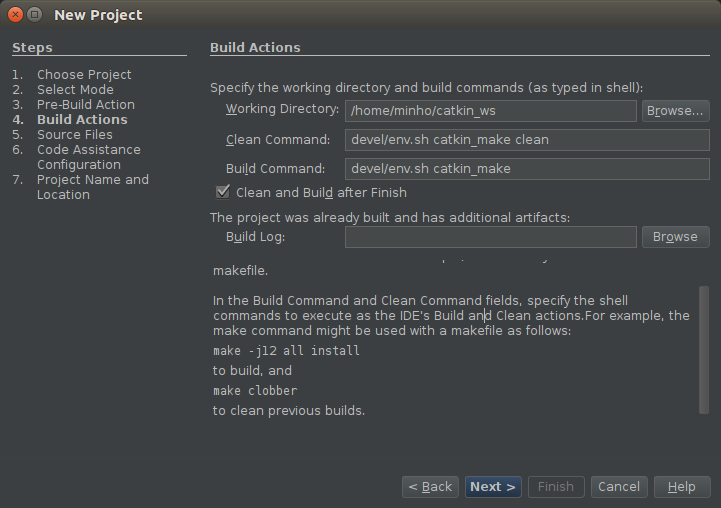 New Project
Steps
1. Choose Project
2. Select Mode
3. Pre-Build Action
4. Build Actions
5. Source Files
6. Code Assistance
Configuration
7. Project Name and
Location
Build Actions
Specify the working directory and build commands (as typed in shell):
Working Directory: /home/minho/catkin_ws Browse...
Clean Command: devel/env.sh catkin_make clean
Build Command: devel/env.sh catkin_make
Clean and Build after Finish
The project was already built and has additional artifacts:
Build Log: Browse
makefile.
In the Build Command and Clean Command fields, specify the shell
commands to execute as the IDE's Build and Clean actions.For example, the
make command might be used with a makefile as follows:
make -j12 all install
to build, and
make clobber
to clean previous builds.
< Back Next > Finish Cancel Help